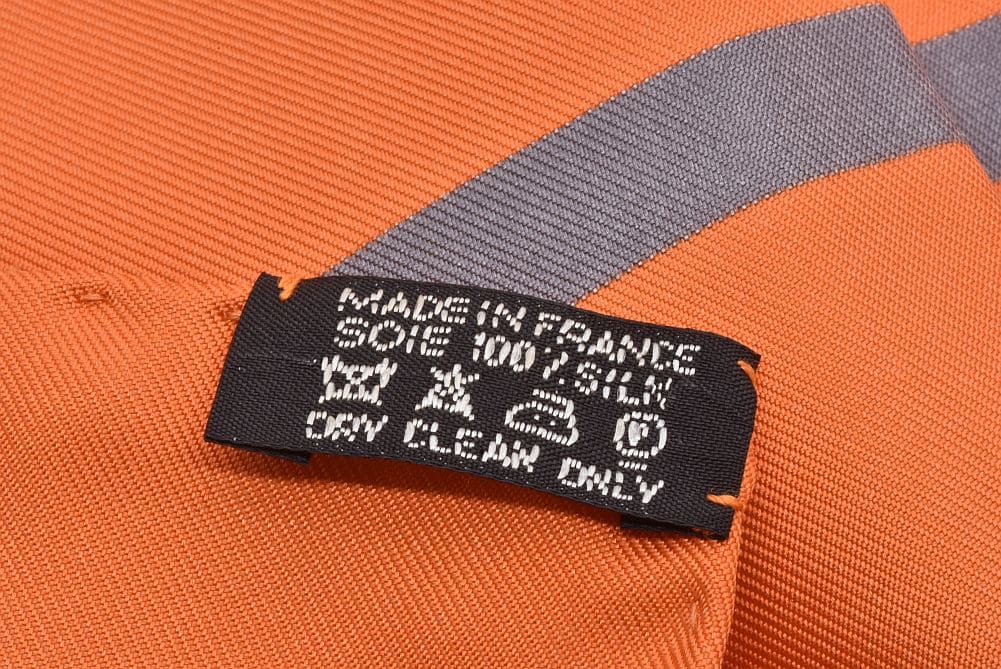 MADE IN FRANCE
SOIE 100% SILK
P
DRY CLEAN ONLY